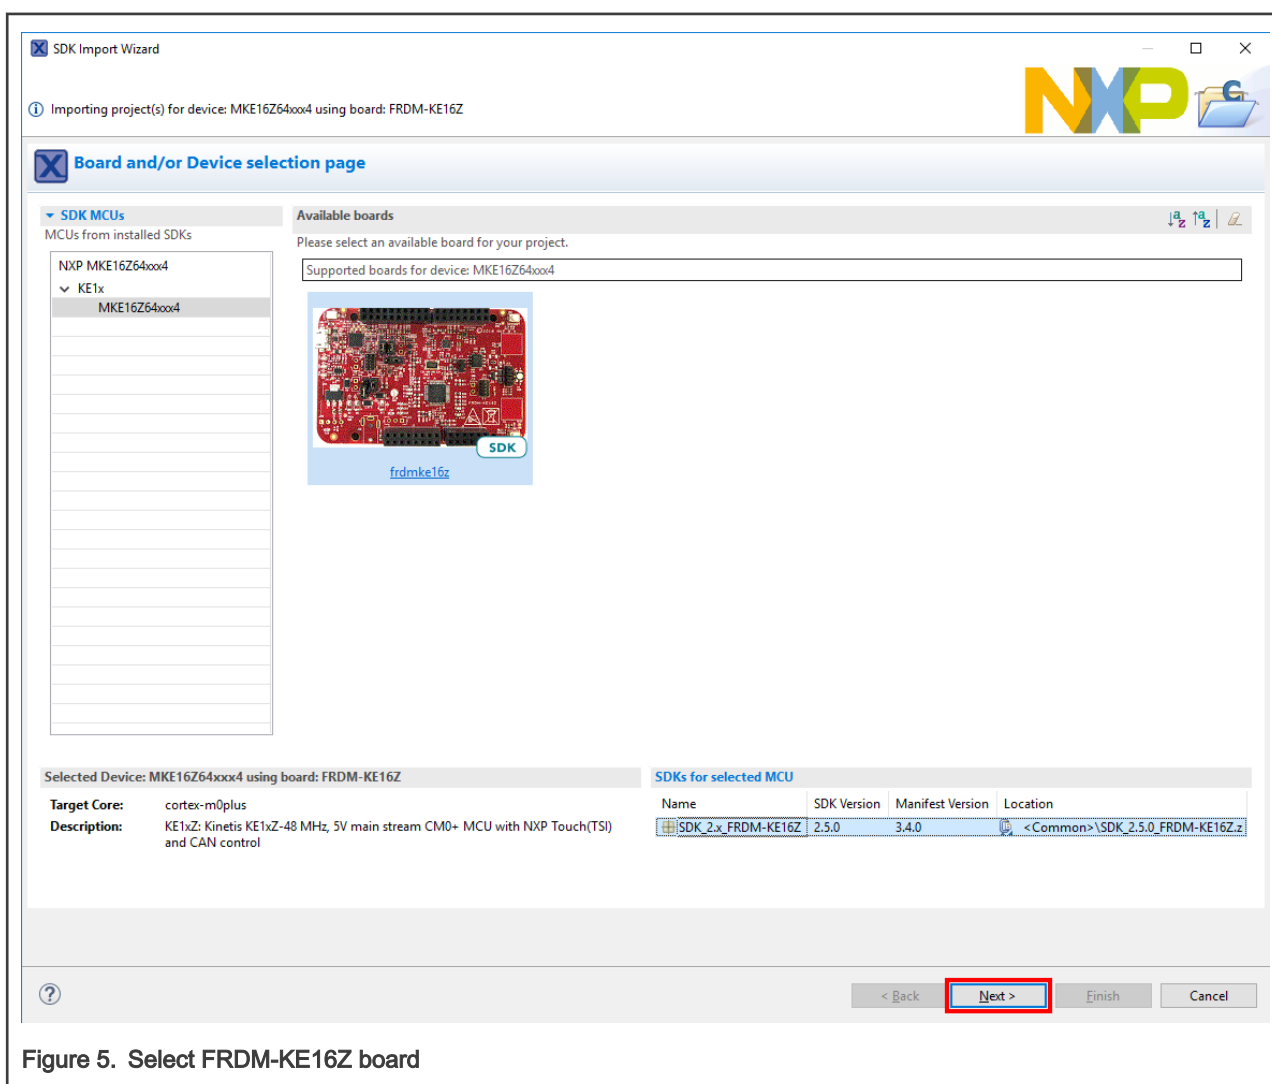 SDK Import Wizard
Importing project(s) for device: MKE16Z64xxx4 using board: FRDM-KE16Z
NXP
C
Board and/or Device selection page
SDK MCUs
MCUs from installed SDKs
NXP MKE16Z64xxx4
KE1x
MKE16Z64xxx4
Available boards
Please select an available board for your project.
Supported boards for device: MKE16Z64xxx4
SDK
frdmke16z
Selected Device: MKE16Z64xxx4 using board: FRDM-KE16Z
Target Core: cortex-m0plus
Description: KE1xZ: Kinetis KE1xZ-48 MHz, 5V main stream CM0+ MCU with NXP Touch(TSI)
and CAN control
SDKs for selected MCU
Name SDK Version Manifest Version Location
SDK_2.x_FRDM-KE16Z 2.5.0 3.4.0 <Common>\SDK_2.5.0_FRDM-KE16Z.z
< Back Next > Finish Cancel
Figure 5. Select FRDM-KE16Z board